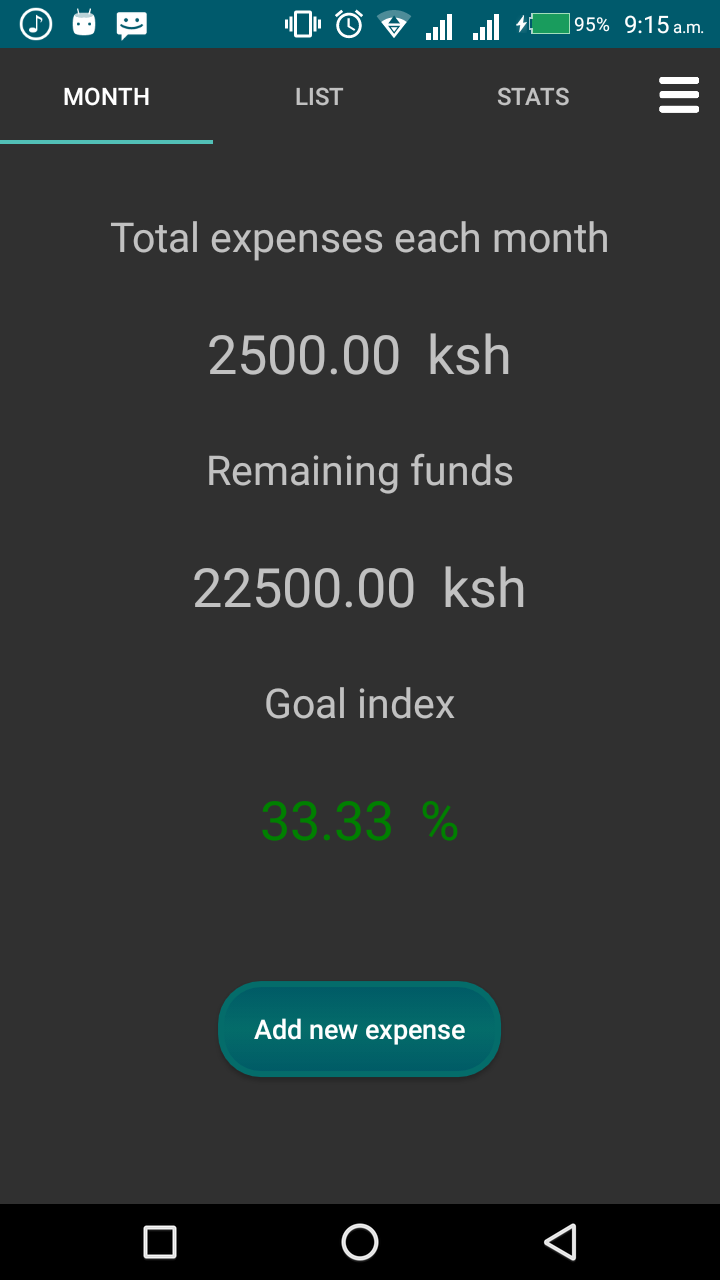 95% 9:15 a.m.
MONTH LIST STATS
Total expenses each month
2500.00 ksh
Remaining funds
22500.00 ksh
Goal index
33.33 %
Add new expense